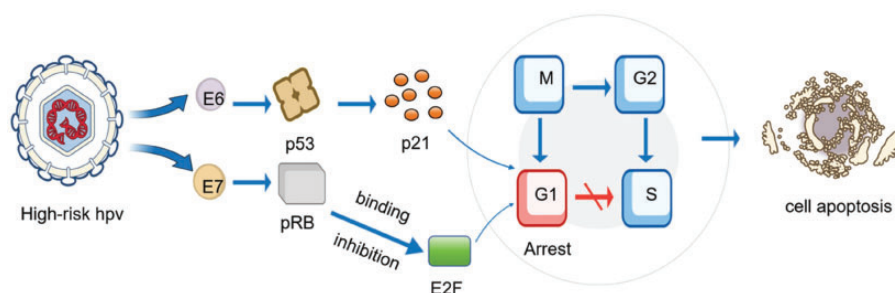 High-risk hpv
E6
p53
p21
E7
pRB
binding
inhibition
E2F
M
G2
G1
S
Arrest
cell apoptosis